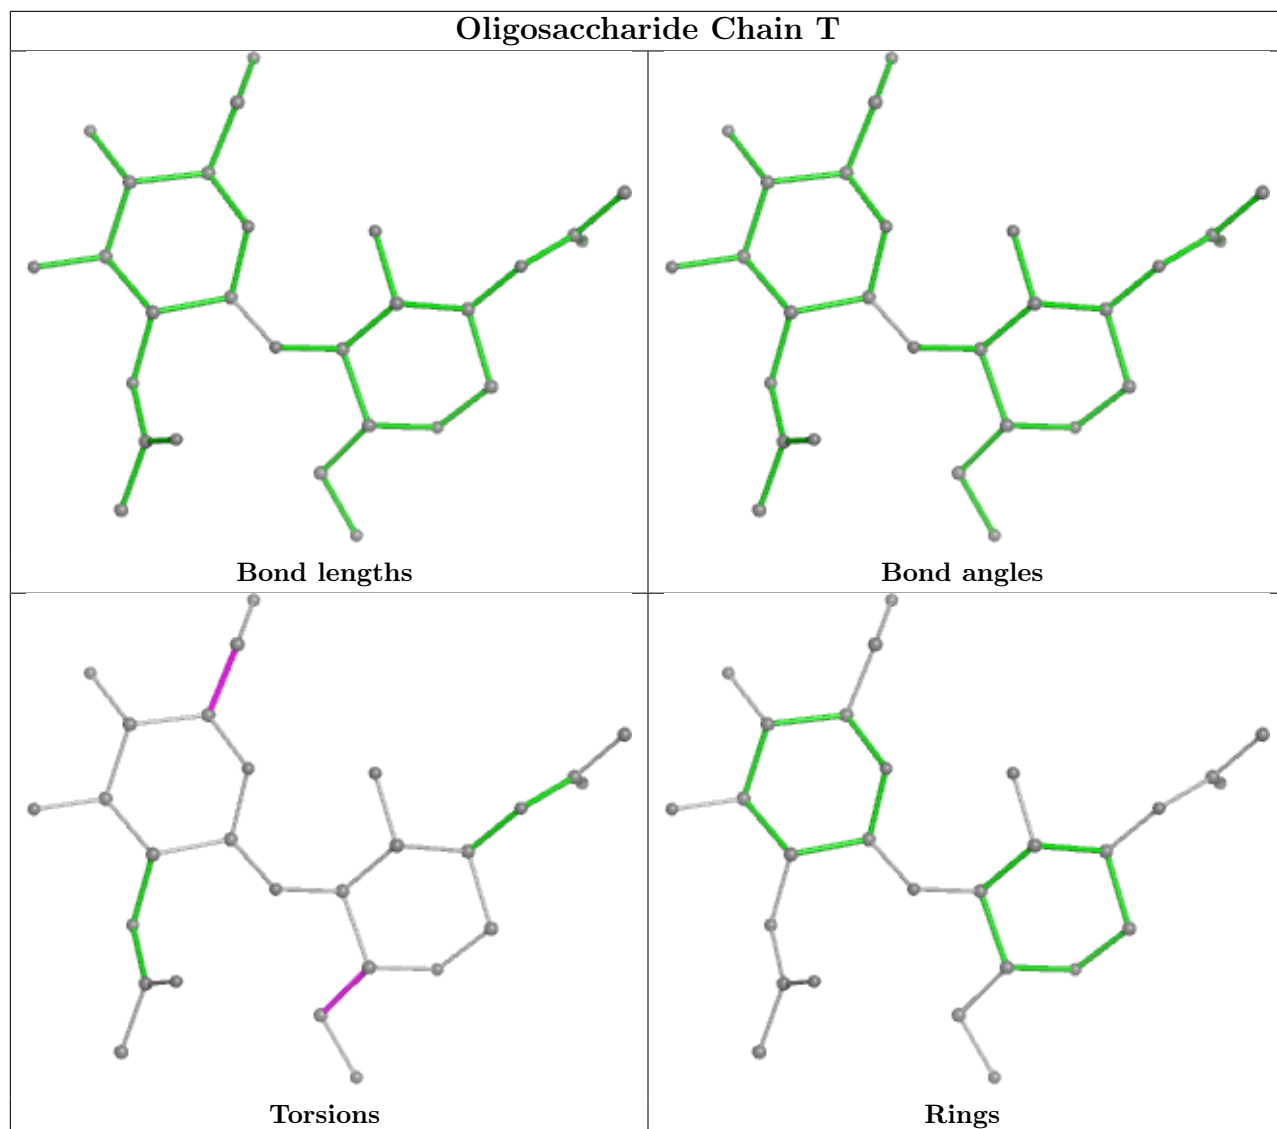 Oligosaccharide Chain T
Bond lengths
Bond angles
Torsions
Rings